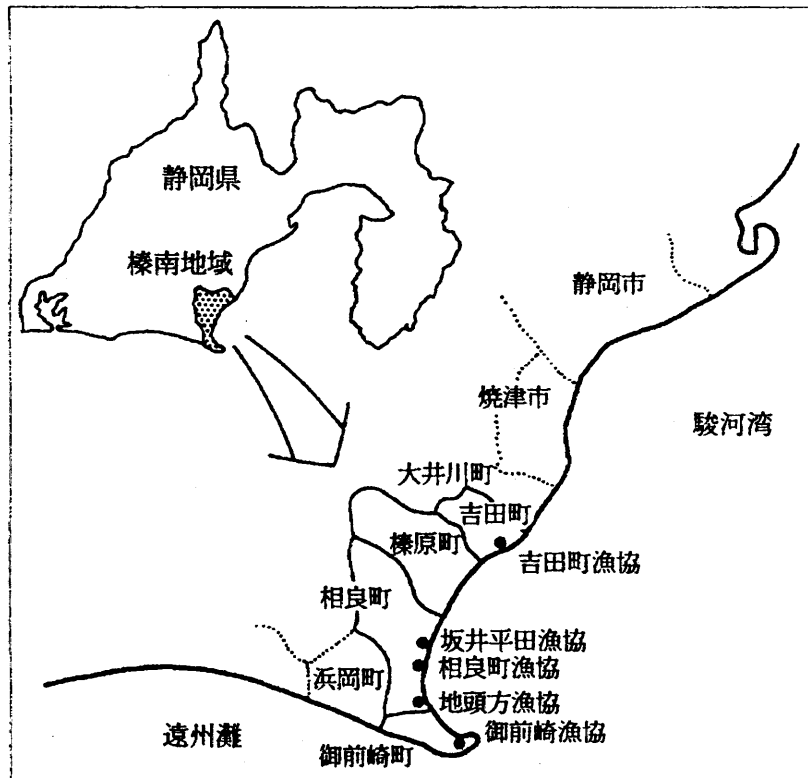 静岡県
榛南地域
静岡市
焼津市
駿河湾
大井川町
吉田町
榛原町
吉田町漁協
相良町
坂井平田漁協
相良町漁協
浜岡町
地頭方漁協
遠州灘
御前崎漁協
御前崎町